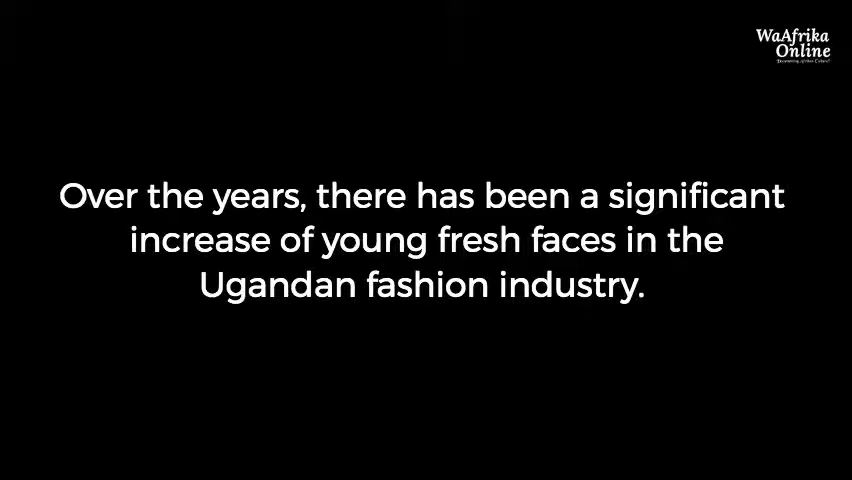 WaAfrika
Online
Over the years, there has been a significant
increase of young fresh faces in the
Ugandan fashion industry.